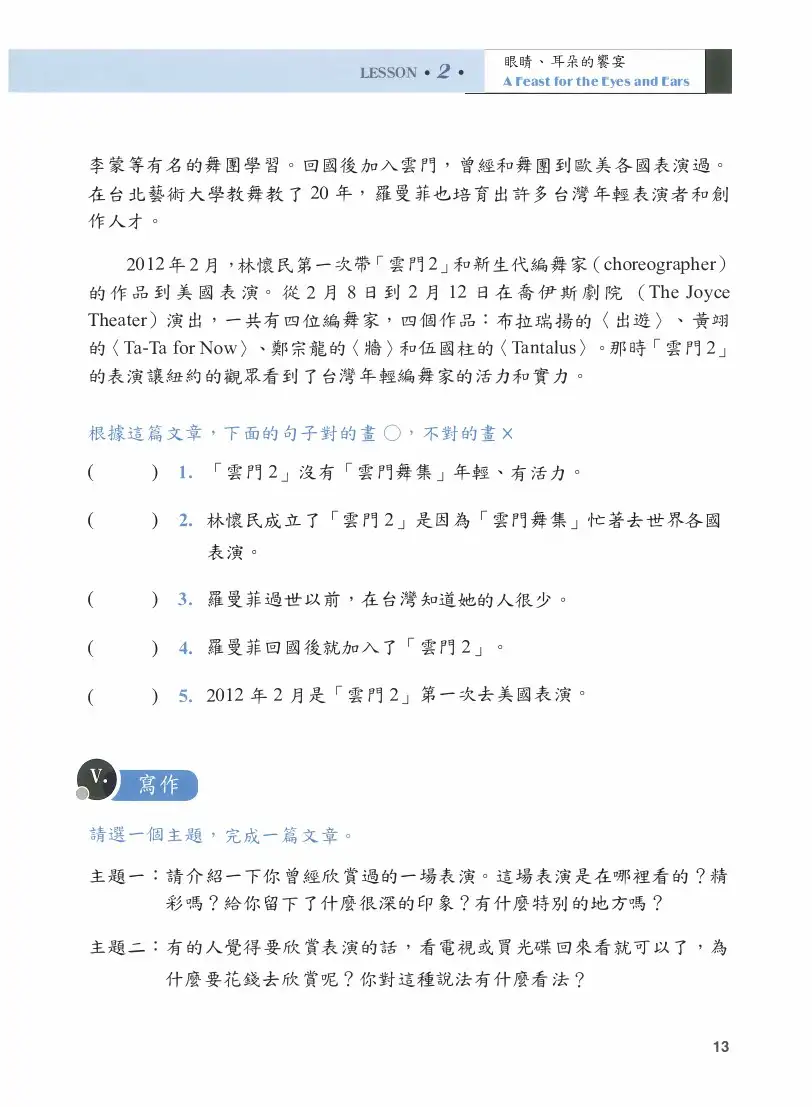 LESSON • 2 •
眼睛、耳朵的饗宴
A Feast for the Eyes and Ears
李蒙等有名的舞團學習。回國後加入雲門，曾經和舞團到歐美各國表演過。
在台北藝術大學教舞教了 20 年，羅曼菲也培育出許多台灣年輕表演者和創
作人才。
2012 年 2 月，林懷民第一次帶「雲門2」和新生代編舞家（choreographer）
的作品到美國表演。從 2 月 8 日到 2 月 12 日在喬伊斯劇院（The Joyce
Theater）演出，一共有四位編舞家，四個作品：布拉瑞揚的〈出遊〉、黃翊
的〈Ta-Ta for Now〉、鄭宗龍的〈牆〉和伍國柱的〈Tantalus〉。那時「雲門 2」
的表演讓紐約的觀眾看到了台灣年輕編舞家的活力和實力。
根據這篇文章，下面的句子對的畫 ○，不對的畫×
( ) 1. 「雲門 2」沒有「雲門舞集」年輕、有活力。
( ) 2. 林懷民成立了「雲門 2」是因為「雲門舞集」忙著去世界各國
表演。
( ) 3. 羅曼菲過世以前，在台灣知道她的人很少。
( ) 4. 羅曼菲回國後就加入了「雲門 2」。
( ) 5. 2012 年 2 月是「雲門 2」第一次去美國表演。
V. 寫作
請選一個主題，完成一篇文章。
主題一：請介紹一下你曾經欣賞過的一場表演。這場表演是在哪裡看的？精
彩嗎？給你留下了什麼很深的印象？有什麼特別的地方嗎？
主題二：有的人覺得要欣賞表演的話，看電視或買光碟回來看就可以了，為
什麼要花錢去欣賞呢？你對這種說法有什麼看法？
13